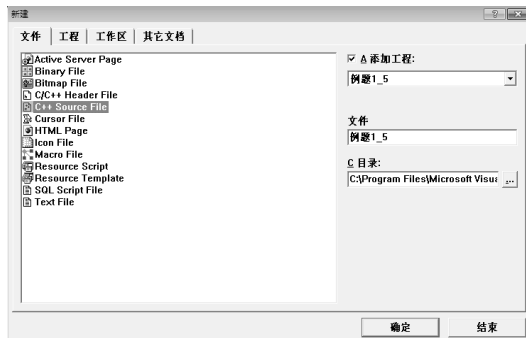 新建
文件 工程 工作区 其它文档
Active Server Page
Binary File
Bitmap File
C/C++ Header File
C++ Source File
Cursor File
HTML Page
Icon File
Macro File
Resource Script
Resource Template
SQL Script File
Text File
A 添加工程:
例题1_5
文件
例题1_5
C 目录:
C:\Program Files\Microsoft Visua ...
确定 结束